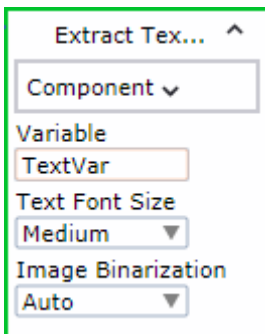 Extract Tex...
Component
Variable
TextVar
Text Font Size
Medium
Image Binarization
Auto